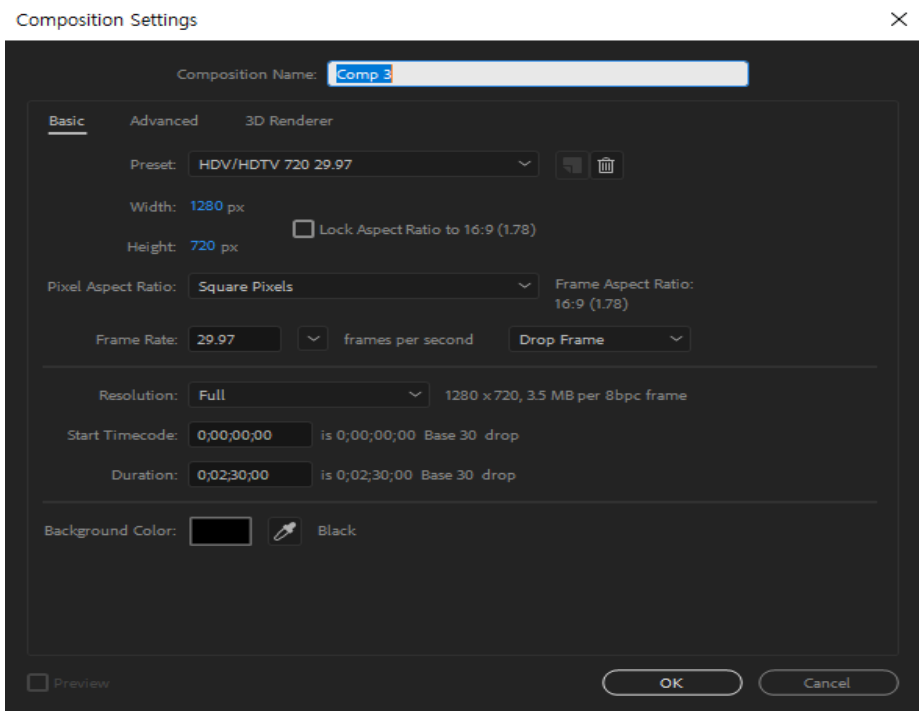 Composition Settings
Composition Name: Comp 3
Basic Advanced 3D Renderer
Preset: HDV/HDTV 720 29.97
Width: 1280 px
Lock Aspect Ratio to 16:9 (1.78)
Height: 720 px
Pixel Aspect Ratio: Square Pixels Frame Aspect Ratio:
16:9 (1.78)
Frame Rate: 29.97 frames per second Drop Frame
Resolution: Full 1280 x 720, 3.5 MB per 8bpc frame
Start Timecode: 0;00;00;00 is 0;00;00;00 Base 30 drop
Duration: 0;02;30;00 is 0;02;30;00 Base 30 drop
Background Color: Black
Preview OK Cancel